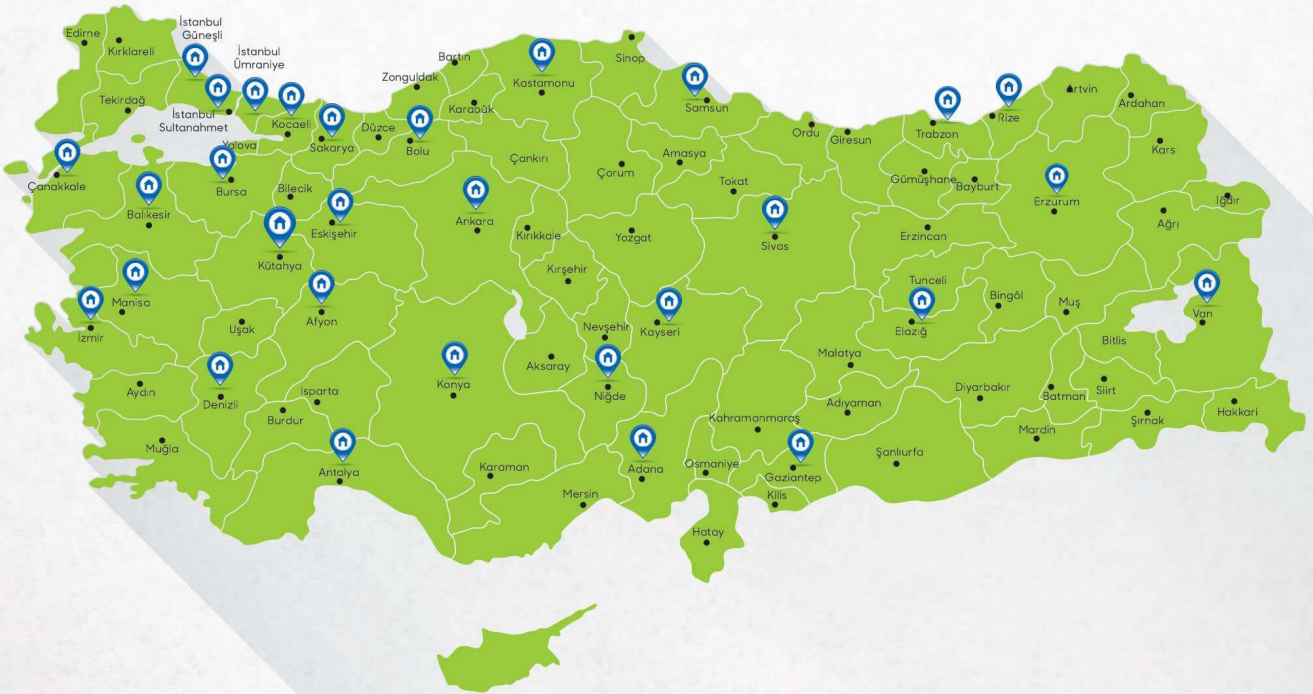 İstanbul
Güneşli
Edirne
Kırklareli
İstanbul
Ümraniye
Sinop
Bartın
Zonguldak
Kastamonu
Artvin
Ardahan
Tekirdağ
İstanbul
Sultanahmet
Kocaeli
Karabük
Samsun
Rize
Trabzon
Ordu
Giresun
Düzce
Sakarya
Yalova
Bolu
Kars
Çankırı
Amasya
Çorum
Çanakkale
Bursa
Bilecik
Tokat
Gümüşhane
Bayburt
Erzurum
Iğdır
Balıkesir
Ankara
Kırıkkale
Eskişehir
Yozgat
Sivas
Erzincan
Ağrı
Kütahya
Kırşehir
Tunceli
Manisa
Bingöl
Muş
Afyon
Uşak
İzmir
Nevşehir
Kayseri
Elazığ
Van
Bitlis
Malatya
Aksaray
Konya
Niğde
Aydın
Denizli
Isparta
Burdur
Diyarbakır
Batman
Siirt
Adıyaman
Hakkari
Kahramanmaraş
Şırnak
Mardin
Muğla
Şanlıurfa
Antalya
Karaman
Adana
Osmaniye
Gaziantep
Mersin
Kilis
Hatay